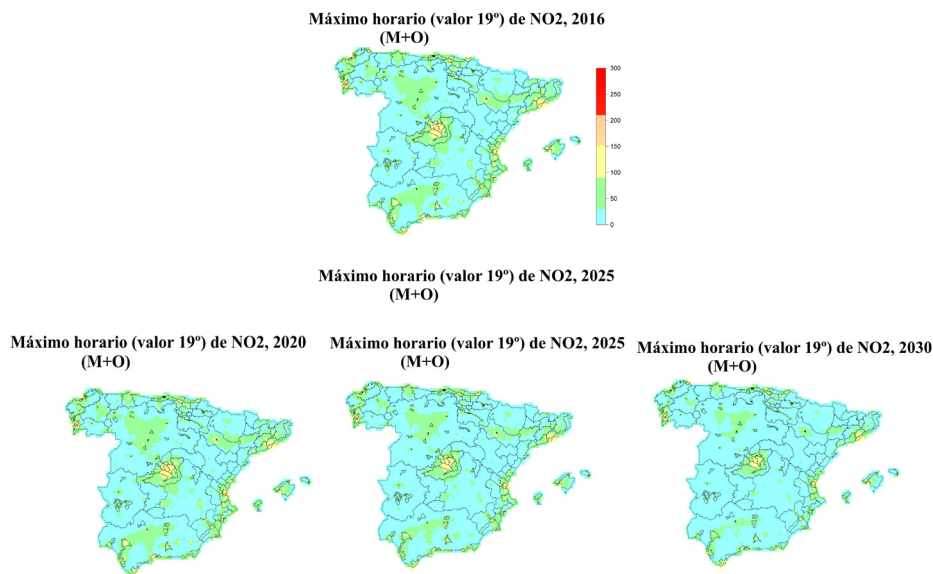 Máximo horario (valor 19º) de NO2, 2016
(M+O)
300
250
200
150
100
50
0
Máximo horario (valor 19º) de NO2, 2025
(M+O)
Máximo horario (valor 19º) de NO2, 2020
(M+O)
Máximo horario (valor 19º) de NO2, 2025
(M+O)
Máximo horario (valor 19º) de NO2, 2030
(M+O)